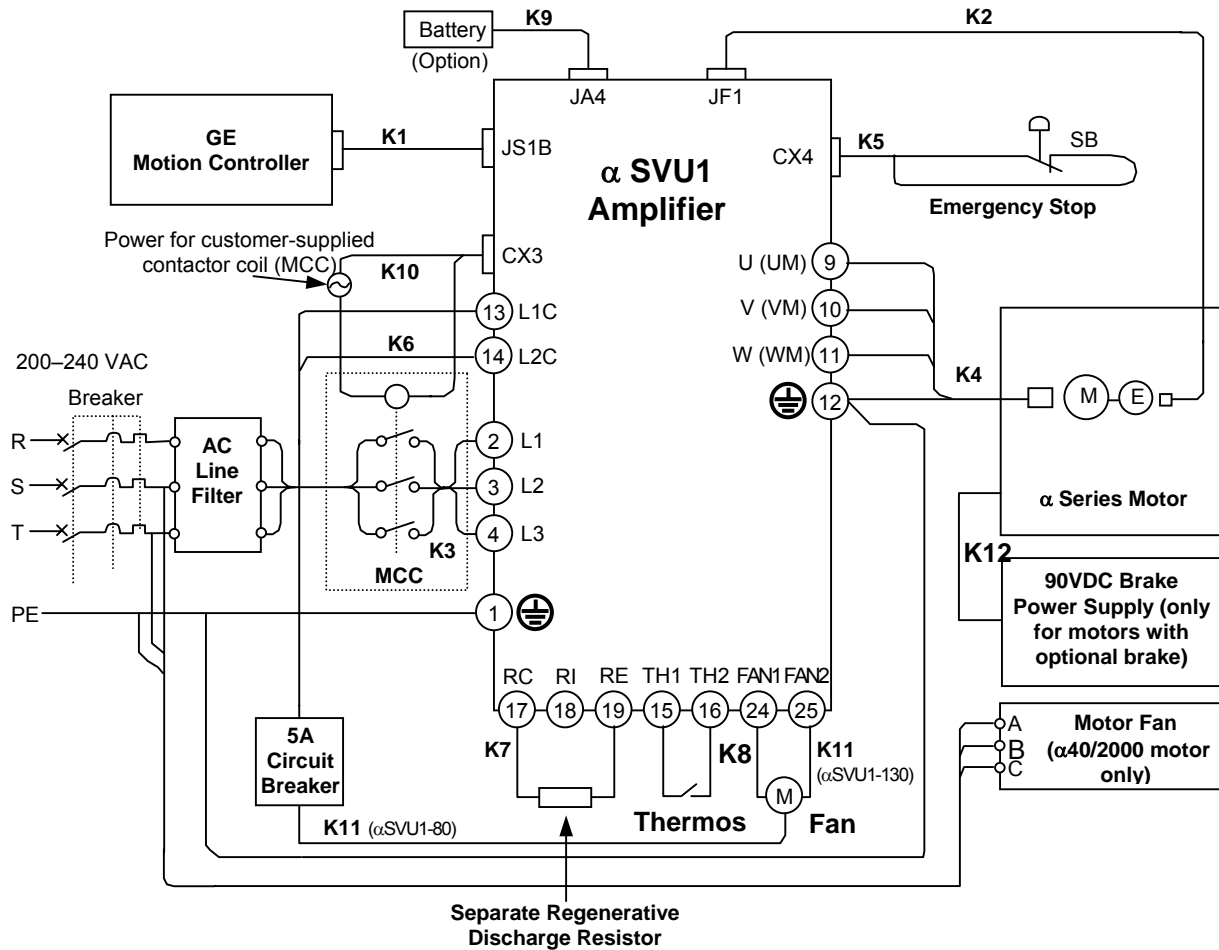 Battery
(Option)
K9
K2
JA4
JF1
GE
Motion Controller
K1
JS1B
CX4
K5
SB
α SVU1
Amplifier
Emergency Stop
Power for customer-supplied
contactor coil (MCC)
K10
CX3
U (UM)
9
13
L1C
V (VM)
10
K6
14
L2C
W (WM)
11
200–240 VAC
Breaker
K4
12
M
E
R
S
T
AC
Line
Filter
2
L1
3
L2
4
L3
K3
MCC
α Series Motor
K12
90VDC Brake
Power Supply (only
for motors with
optional brake)
PE
1
RC
RI
RE
TH1
TH2
FAN1
FAN2
17
18
19
15
16
24
25
5A
Circuit
Breaker
K7
K8
K11
(αSVU1-130)
M
A
B
C
Motor Fan
(α40/2000 motor
only)
Thermos
Fan
K11 (αSVU1-80)
Separate Regenerative
Discharge Resistor